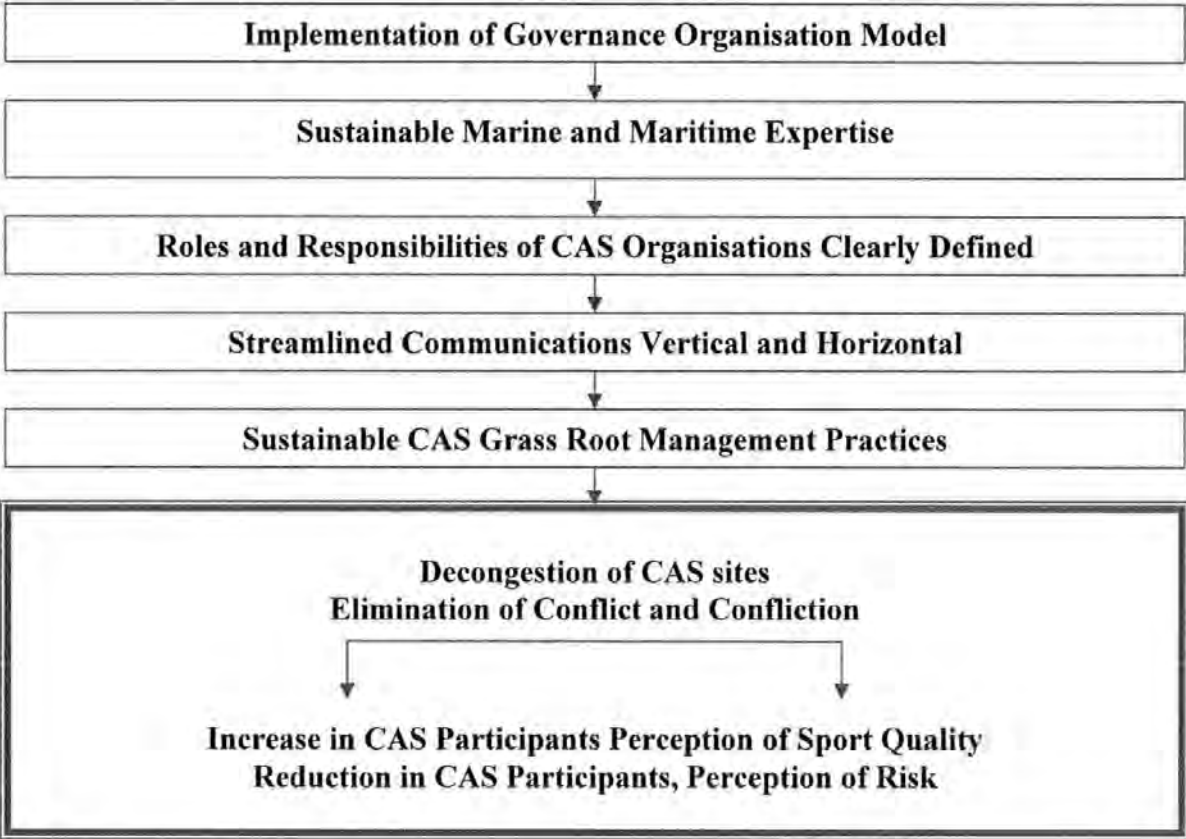 Implementation of Governance Organisation Model
Sustainable Marine and Maritime Expertise
Roles and Responsibilities of CAS Organisations Clearly Defined
Streamlined Communications Vertical and Horizontal
Sustainable CAS Grass Root Management Practices
Decongestion of CAS sites
Elimination of Conflict and Confliction
Increase in CAS Participants Perception of Sport Quality
Reduction in CAS Participants, Perception of Risk